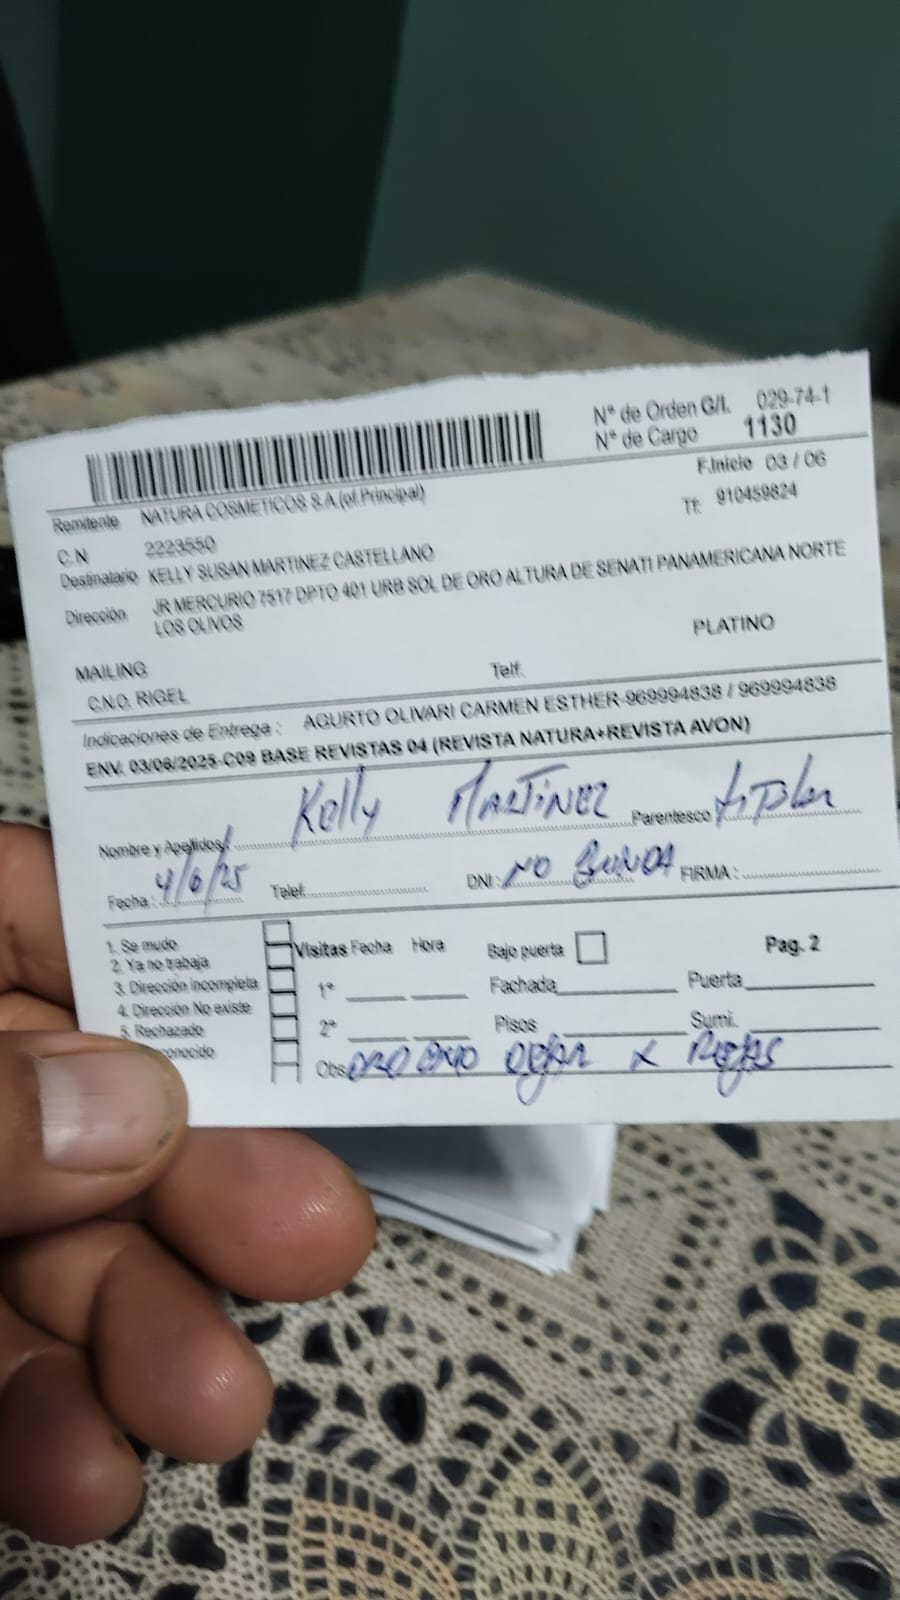 N° de Orden G/L 029-74-1
N° de Cargo 1130
F.Inicio 03 / 06
Remitente NATURA COSMETICOS S.A.(of.Principal)
Tf: 910459824
C.N 2223550
Destinatario KELLY SUSAN MARTINEZ CASTELLANO
Dirección JR MERCURIO 7517 DPTO 401 URB SOL DE ORO ALTURA DE SENATI PANAMERICANA NORTE
LOS OLIVOS
PLATINO
MAILING Telf.
C.N.O. RIGEL
Indicaciones de Entrega : AGURTO OLIVARI CARMEN ESTHER-969994838 / 969994838
ENV. 03/06/2025-C09 BASE REVISTAS 04 (REVISTA NATURA+REVISTA AVON)
Nombre y Apellidos: Kelly MARTINEZ Parentesco
Fecha: 4/6/25 Telef. DNI: NO FIRMA :
1. Se mudo Visitas Fecha Hora Bajo puerta Pag. 2
2. Ya no trabaja
3. Dirección incompleta 1° Fachada Puerta
4. Dirección No existe
5. Rechazado 2° Pisos Sumi.
onocido Obs DEJAR X REJAS